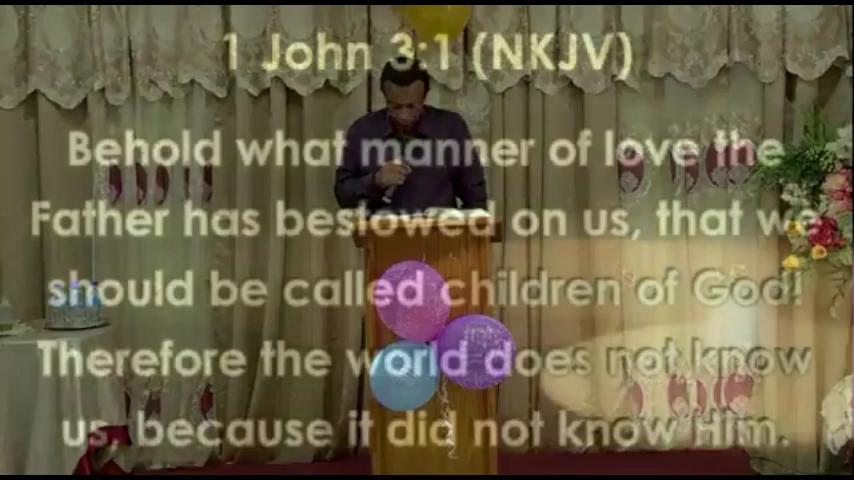 1 John 3:1 (NKJV)
Behold what manner of love the
Father has bestowed on us, that we
should be called children of God!
Therefore the world does not know
us, because it did not know Him.